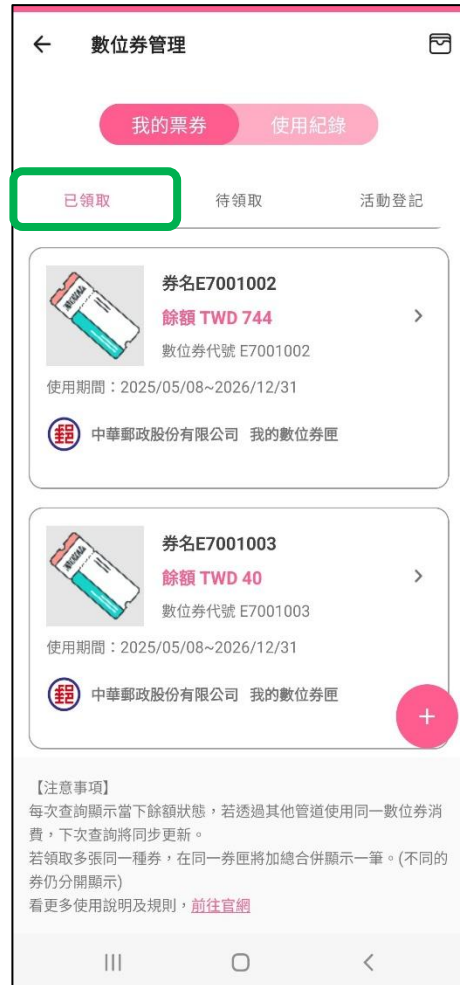 數位券管理
我的票券 使用紀錄
已領取 待領取 活動登記
券名E7001002
餘額 TWD 744
數位券代號 E7001002
使用期間：2025/05/08~2026/12/31
郵 中華郵政股份有限公司 我的數位券匣
券名E7001003
餘額 TWD 40
數位券代號 E7001003
使用期間：2025/05/08~2026/12/31
郵 中華郵政股份有限公司 我的數位券匣
+
【注意事項】
每次查詢顯示當下餘額狀態，若透過其他管道使用同一數位券消
費，下次查詢將同步更新。
若領取多張同一種券，在同一券匣將加總合併顯示一筆。(不同的
券仍分開顯示)
看更多使用說明及規則，前往官網